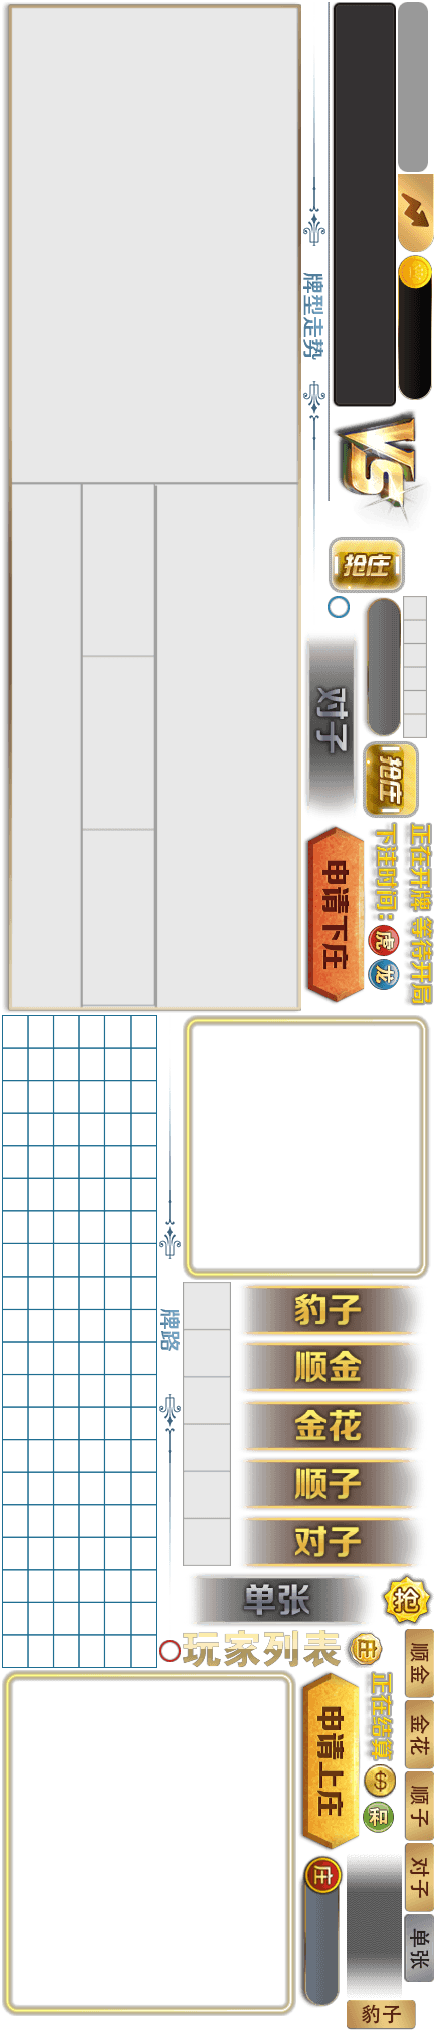 牌型走势
VS
抢庄
对子
抢庄
正在开牌 等待开局
下注时间：
虎
龙
申请下庄
豹子
顺金
金花
顺子
对子
牌路
单张
抢
玩家列表
庄
顺金
金花
顺子
对子
单张
正在结算
$
申请上庄
庄
豹子